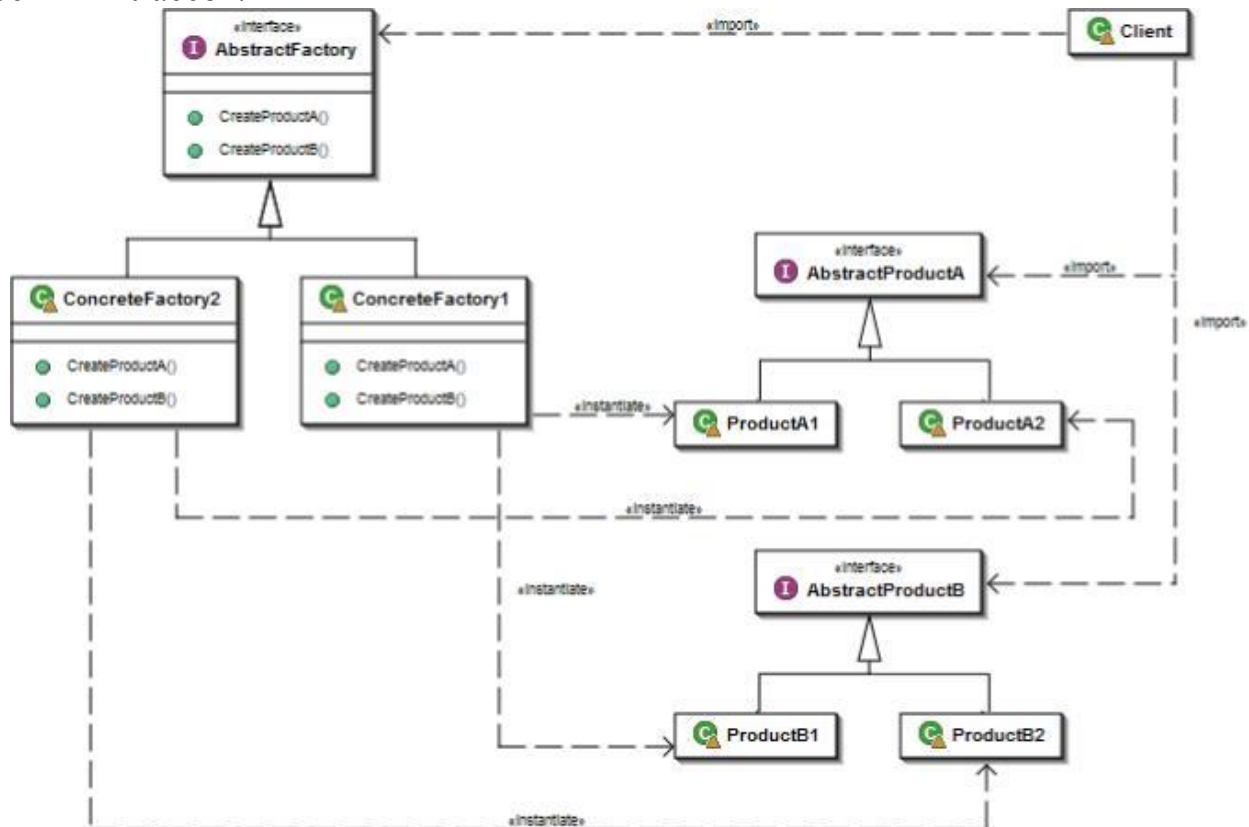 «Interface»
I AbstractFactory
CreateProductA()
CreateProductB()
«Import»
C Client
C ConcreteFactory2
CreateProductA()
CreateProductB()
C ConcreteFactory1
CreateProductA()
CreateProductB()
«Interface»
I AbstractProductA
«Import»
«Import»
«Instantiate»
C ProductA1
C ProductA2
«Instantiate»
«Interface»
I AbstractProductB
«Instantiate»
C ProductB1
C ProductB2
«Instantiate»